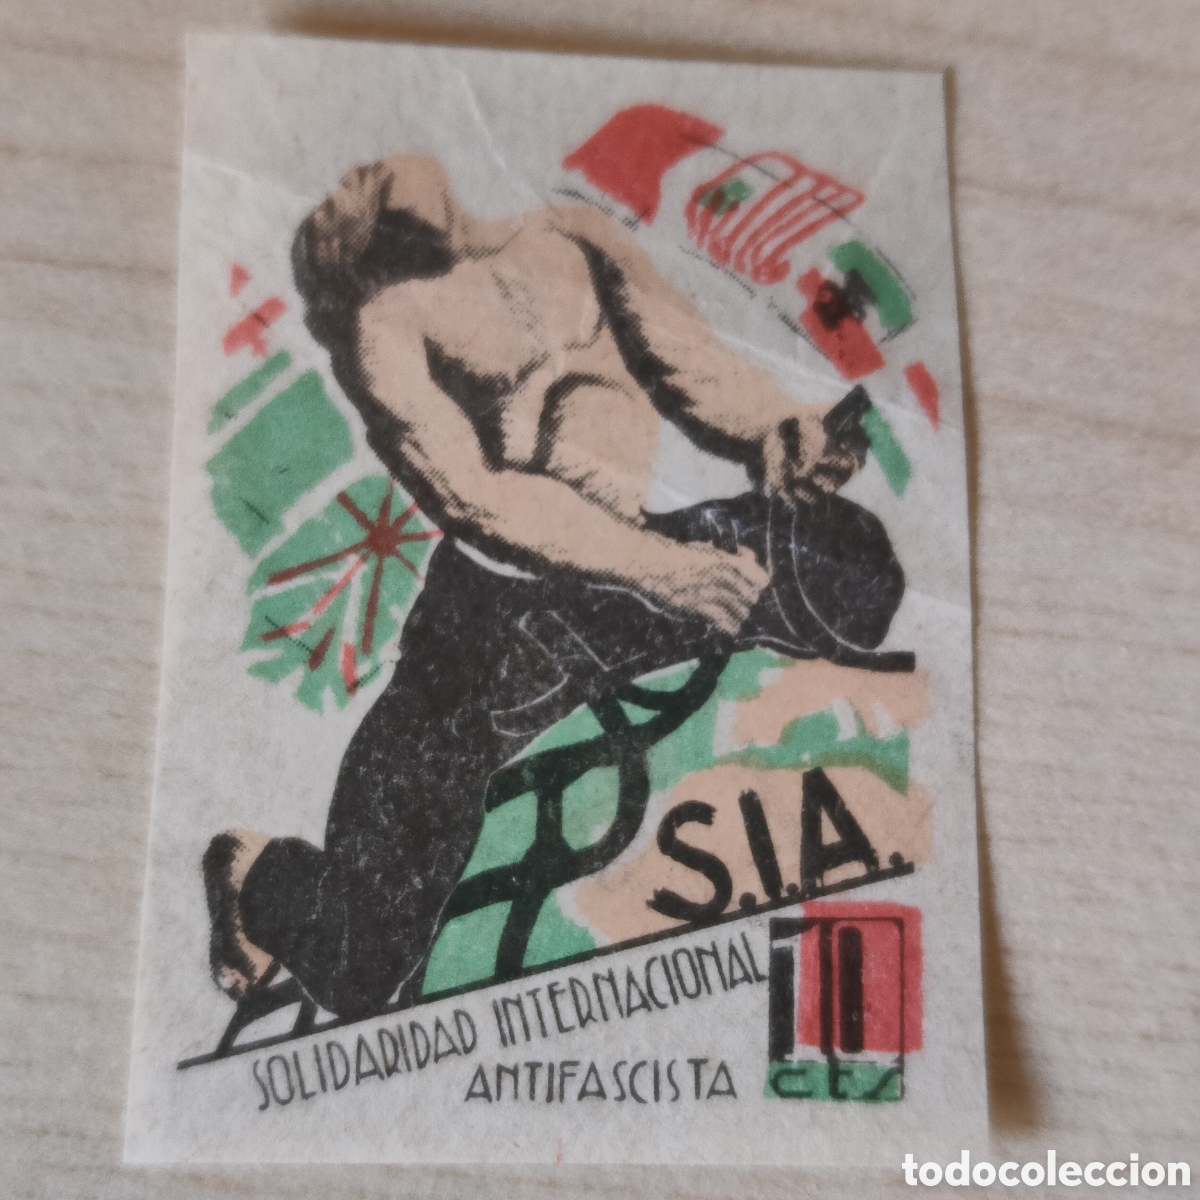 S.I.A.
SOLIDARIDAD INTERNACIONAL
ANTIFASCISTA
10
cts
todocoleccion